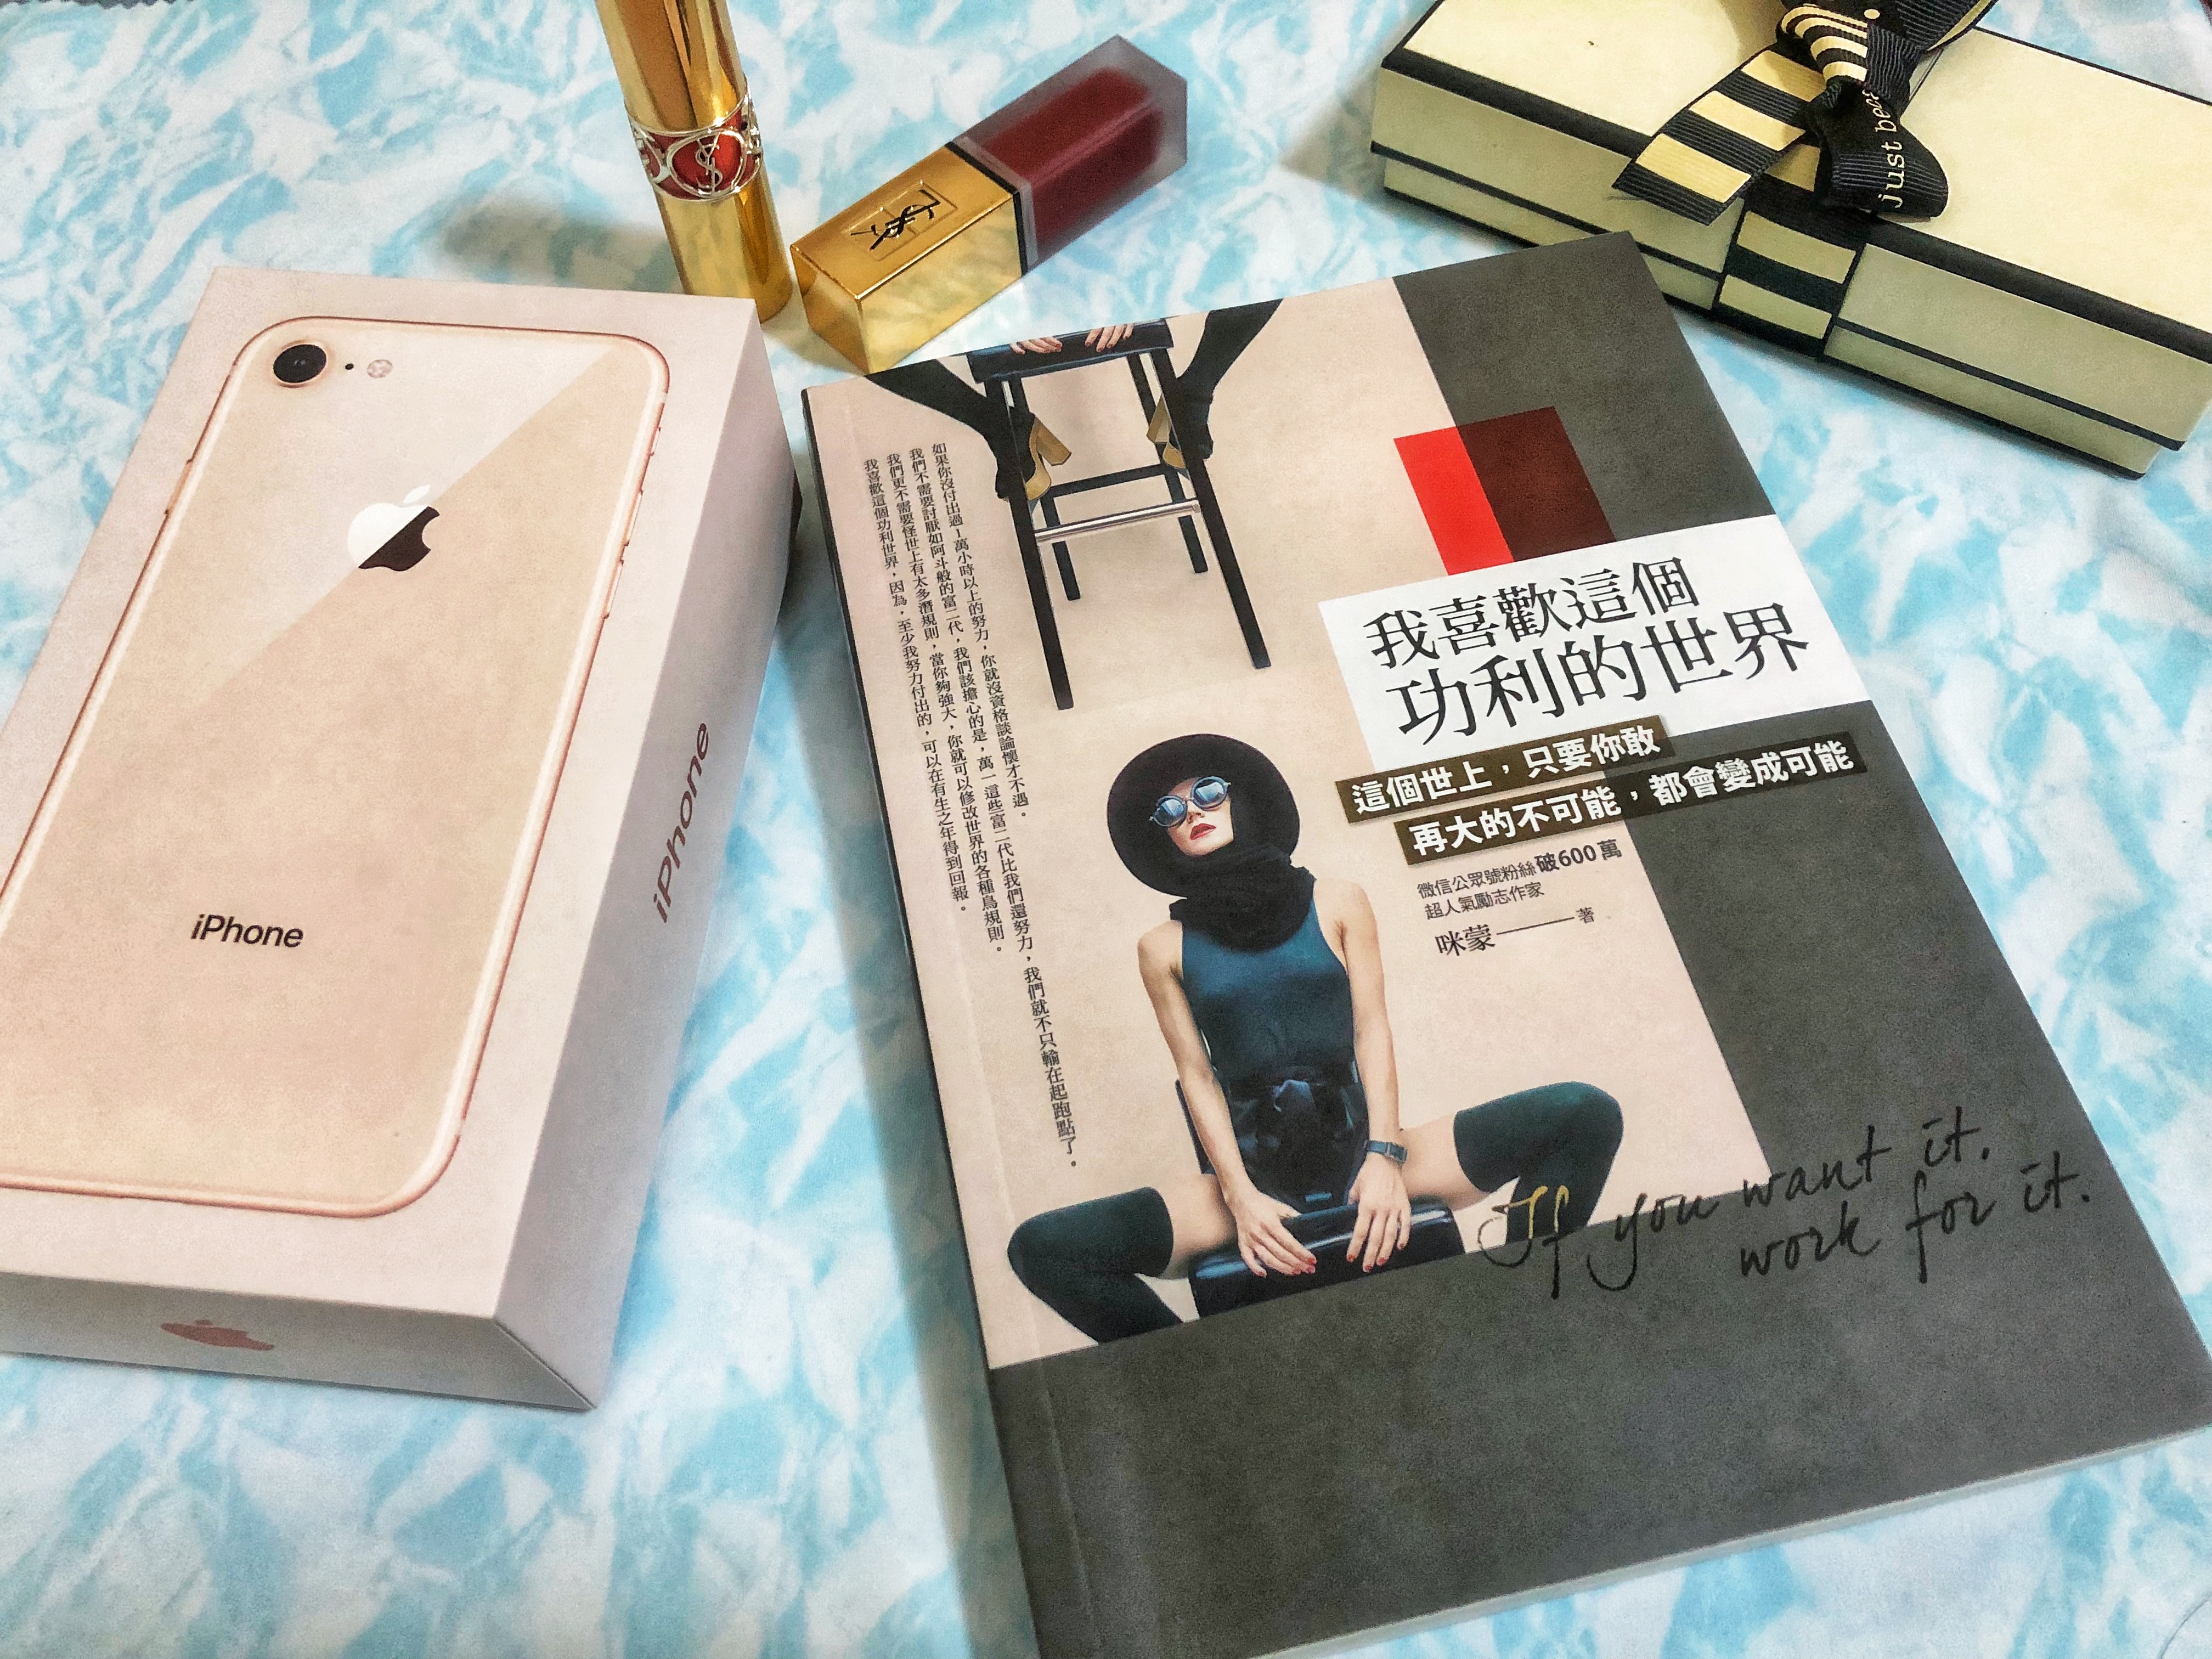 just bee
YSL
YSL
iPhone
iPhone
我喜歡這個
功利的世界
這個世上，只要你敢
再大的不可能，都會變成可能
微信公眾號粉絲破600萬
超人氣勵志作家
咪蒙——著
如果你沒付出過一萬小時以上的努力，你就沒資格談論懷才不遇。
我們不需要討厭如阿斗般的富二代，我們該擔心的是，萬一這些富二代比我們還努力，我們就不只輸在起跑點了。
我們更不需要怪世上有太多潛規則，當你夠強大，你就可以修改世界的各種鳥規則。
我喜歡這個功利世界，因為，至少我努力付出的，可以在有生之年得到回報。
If you want it.
work for it.